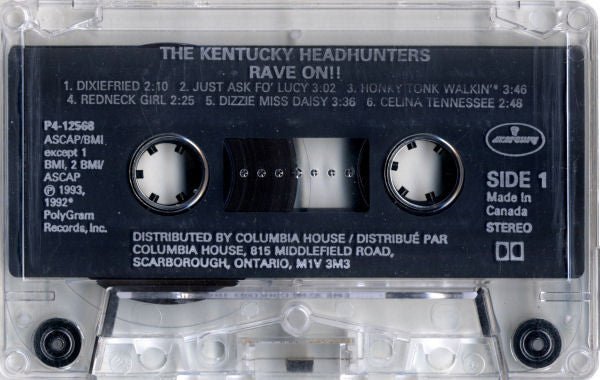 THE KENTUCKY HEADHUNTERS
RAVE ON!!
1. DIXIEFRIED 2:10 2. JUST ASK FO' LUCY 3:02 3. HONKY TONK WALKIN'* 3:46
4. REDNECK GIRL 2:25 5. DIZZIE MISS DAISY 3:36 6. CELINA TENNESSEE 2:48
P4-12568
ASCAP/BMI
except 1
BMI, 2 BMI/
ASCAP
℗ 1993,
1992*
PolyGram
Records, Inc.
mercury
SIDE 1
Made in
Canada
STEREO
DISTRIBUTED BY COLUMBIA HOUSE / DISTRIBUÉ PAR
COLUMBIA HOUSE, 815 MIDDLEFIELD ROAD,
SCARBOROUGH, ONTARIO, M1V 3M3